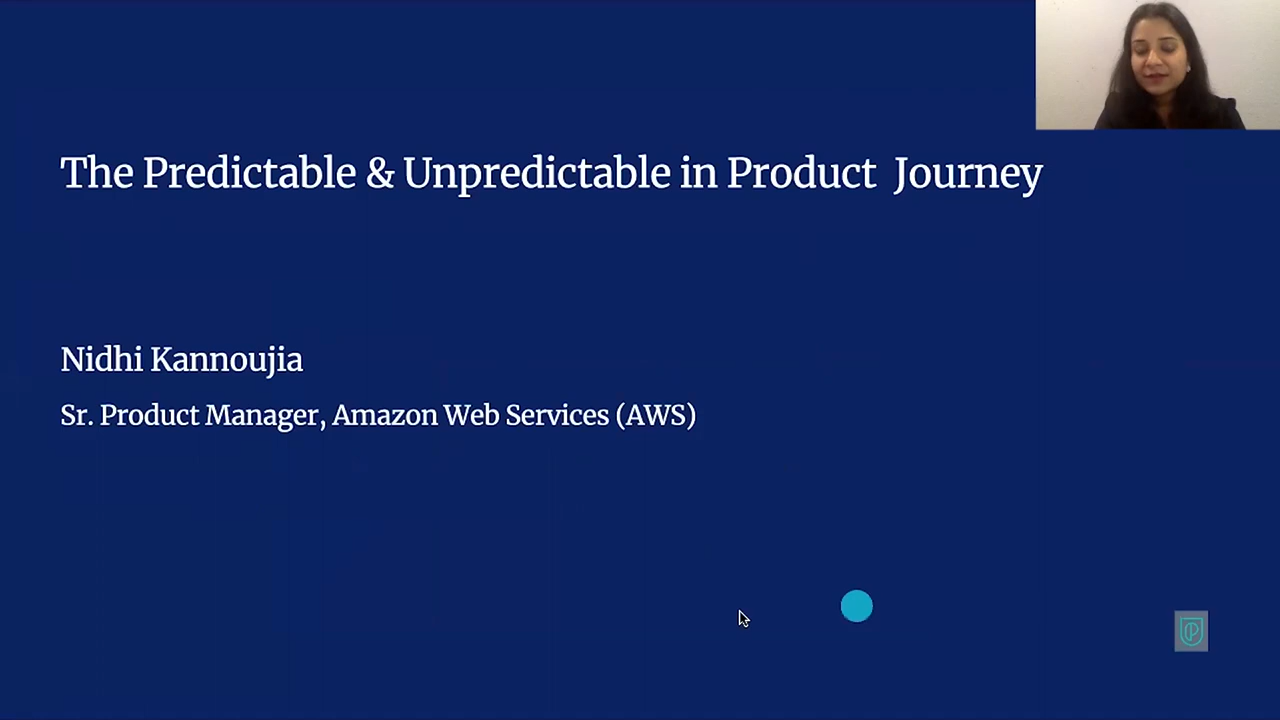 The Predictable & Unpredictable in Product Journey
Nidhi Kannoujia
Sr. Product Manager, Amazon Web Services (AWS)